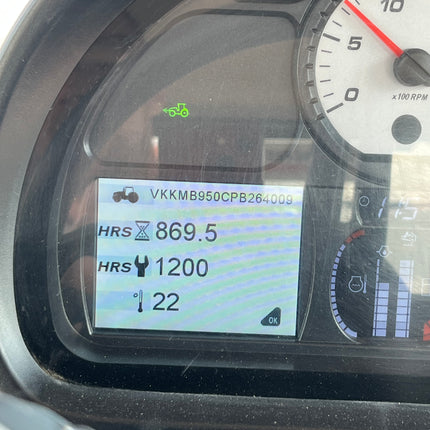 10
5
0
x100 RPM
VKKMB950CPB264009
HRS 869.5
HRS 1200
° 22
OK